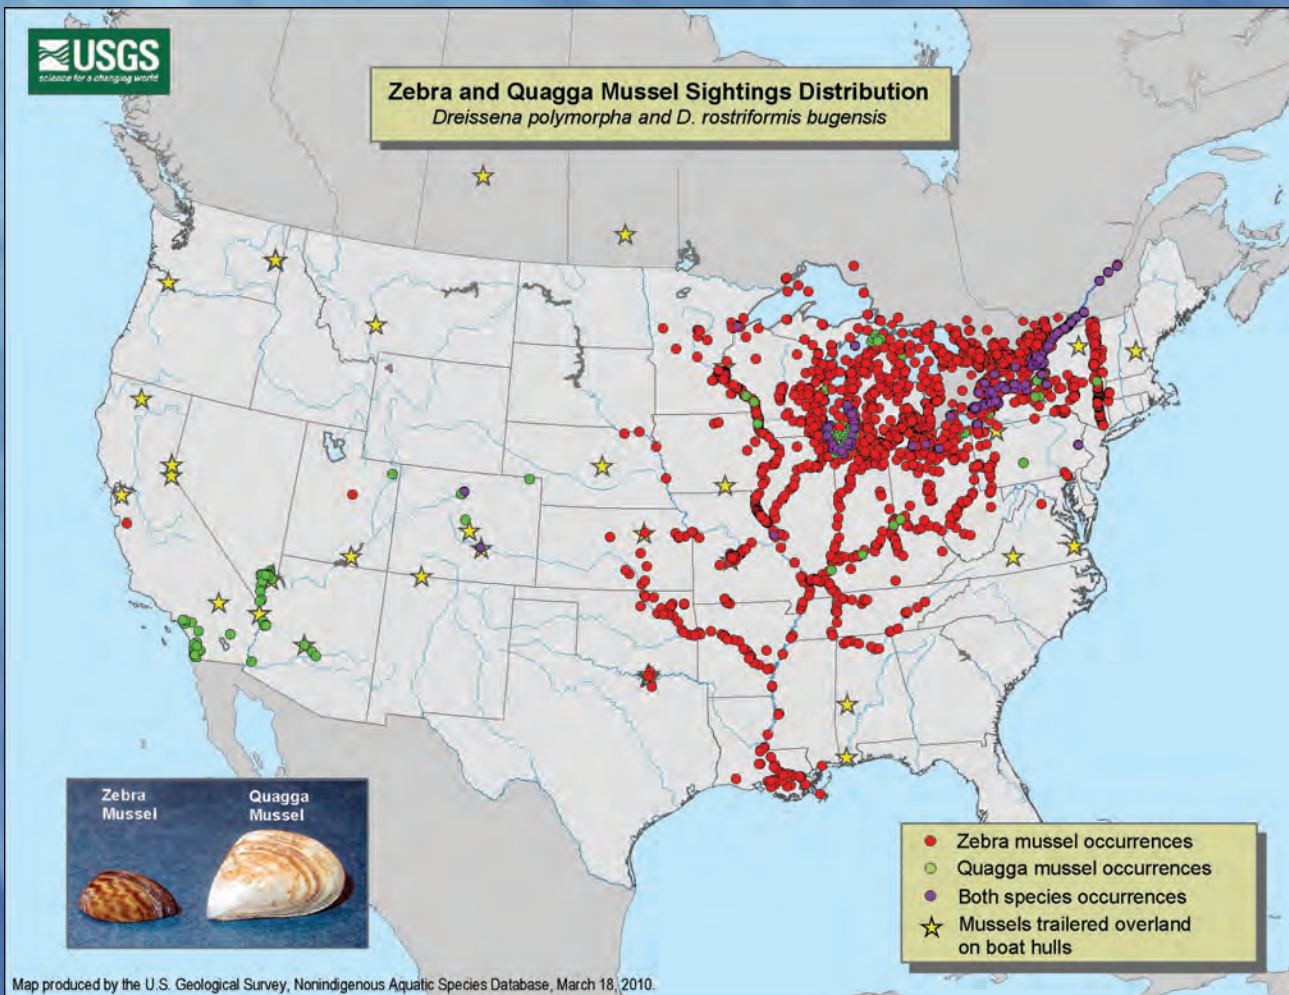 USGS
science for a changing world
Zebra and Quagga Mussel Sightings Distribution
Dreissena polymorpha and D. rostriformis bugensis
Zebra
Mussel
Quagga
Mussel
Zebra mussel occurrences
Quagga mussel occurrences
Both species occurrences
Mussels trailered overland
on boat hulls
Map produced by the U.S. Geological Survey, Nonindigenous Aquatic Species Database, March 18, 2010.